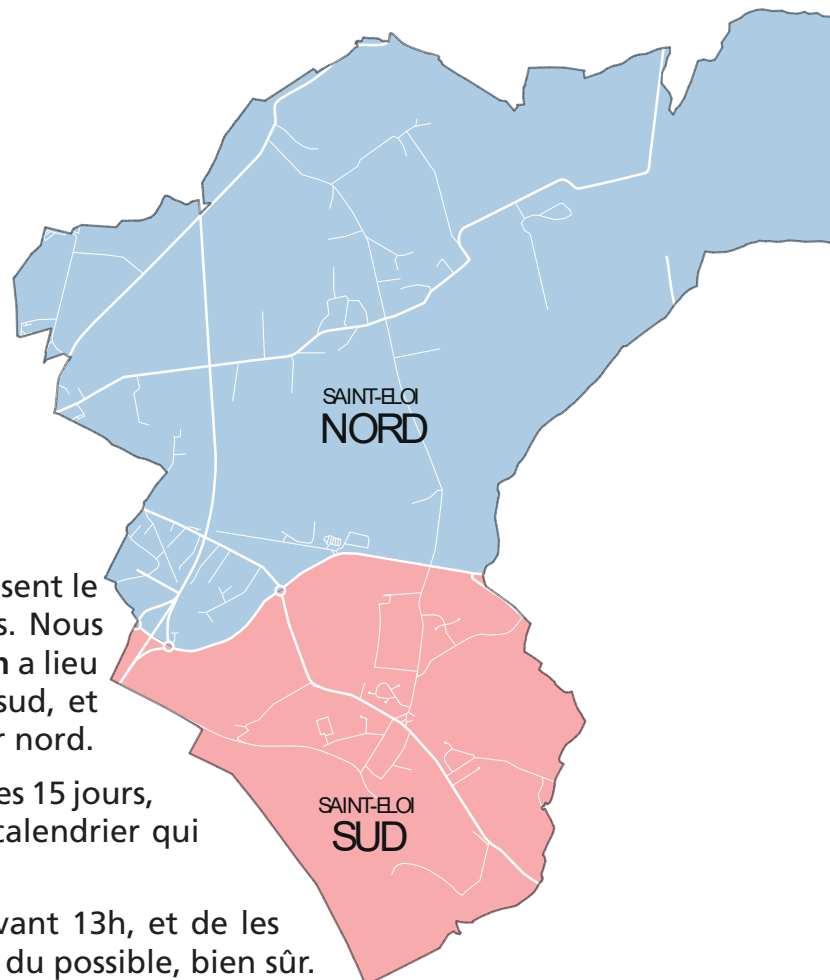 SAINT-ELOI
NORD
sent le
s. Nous
a lieu
sud, et
r nord.
es 15 jours,
calendrier qui
SAINT-ELOI
SUD
vant 13h, et de les
du possible, bien sûr.